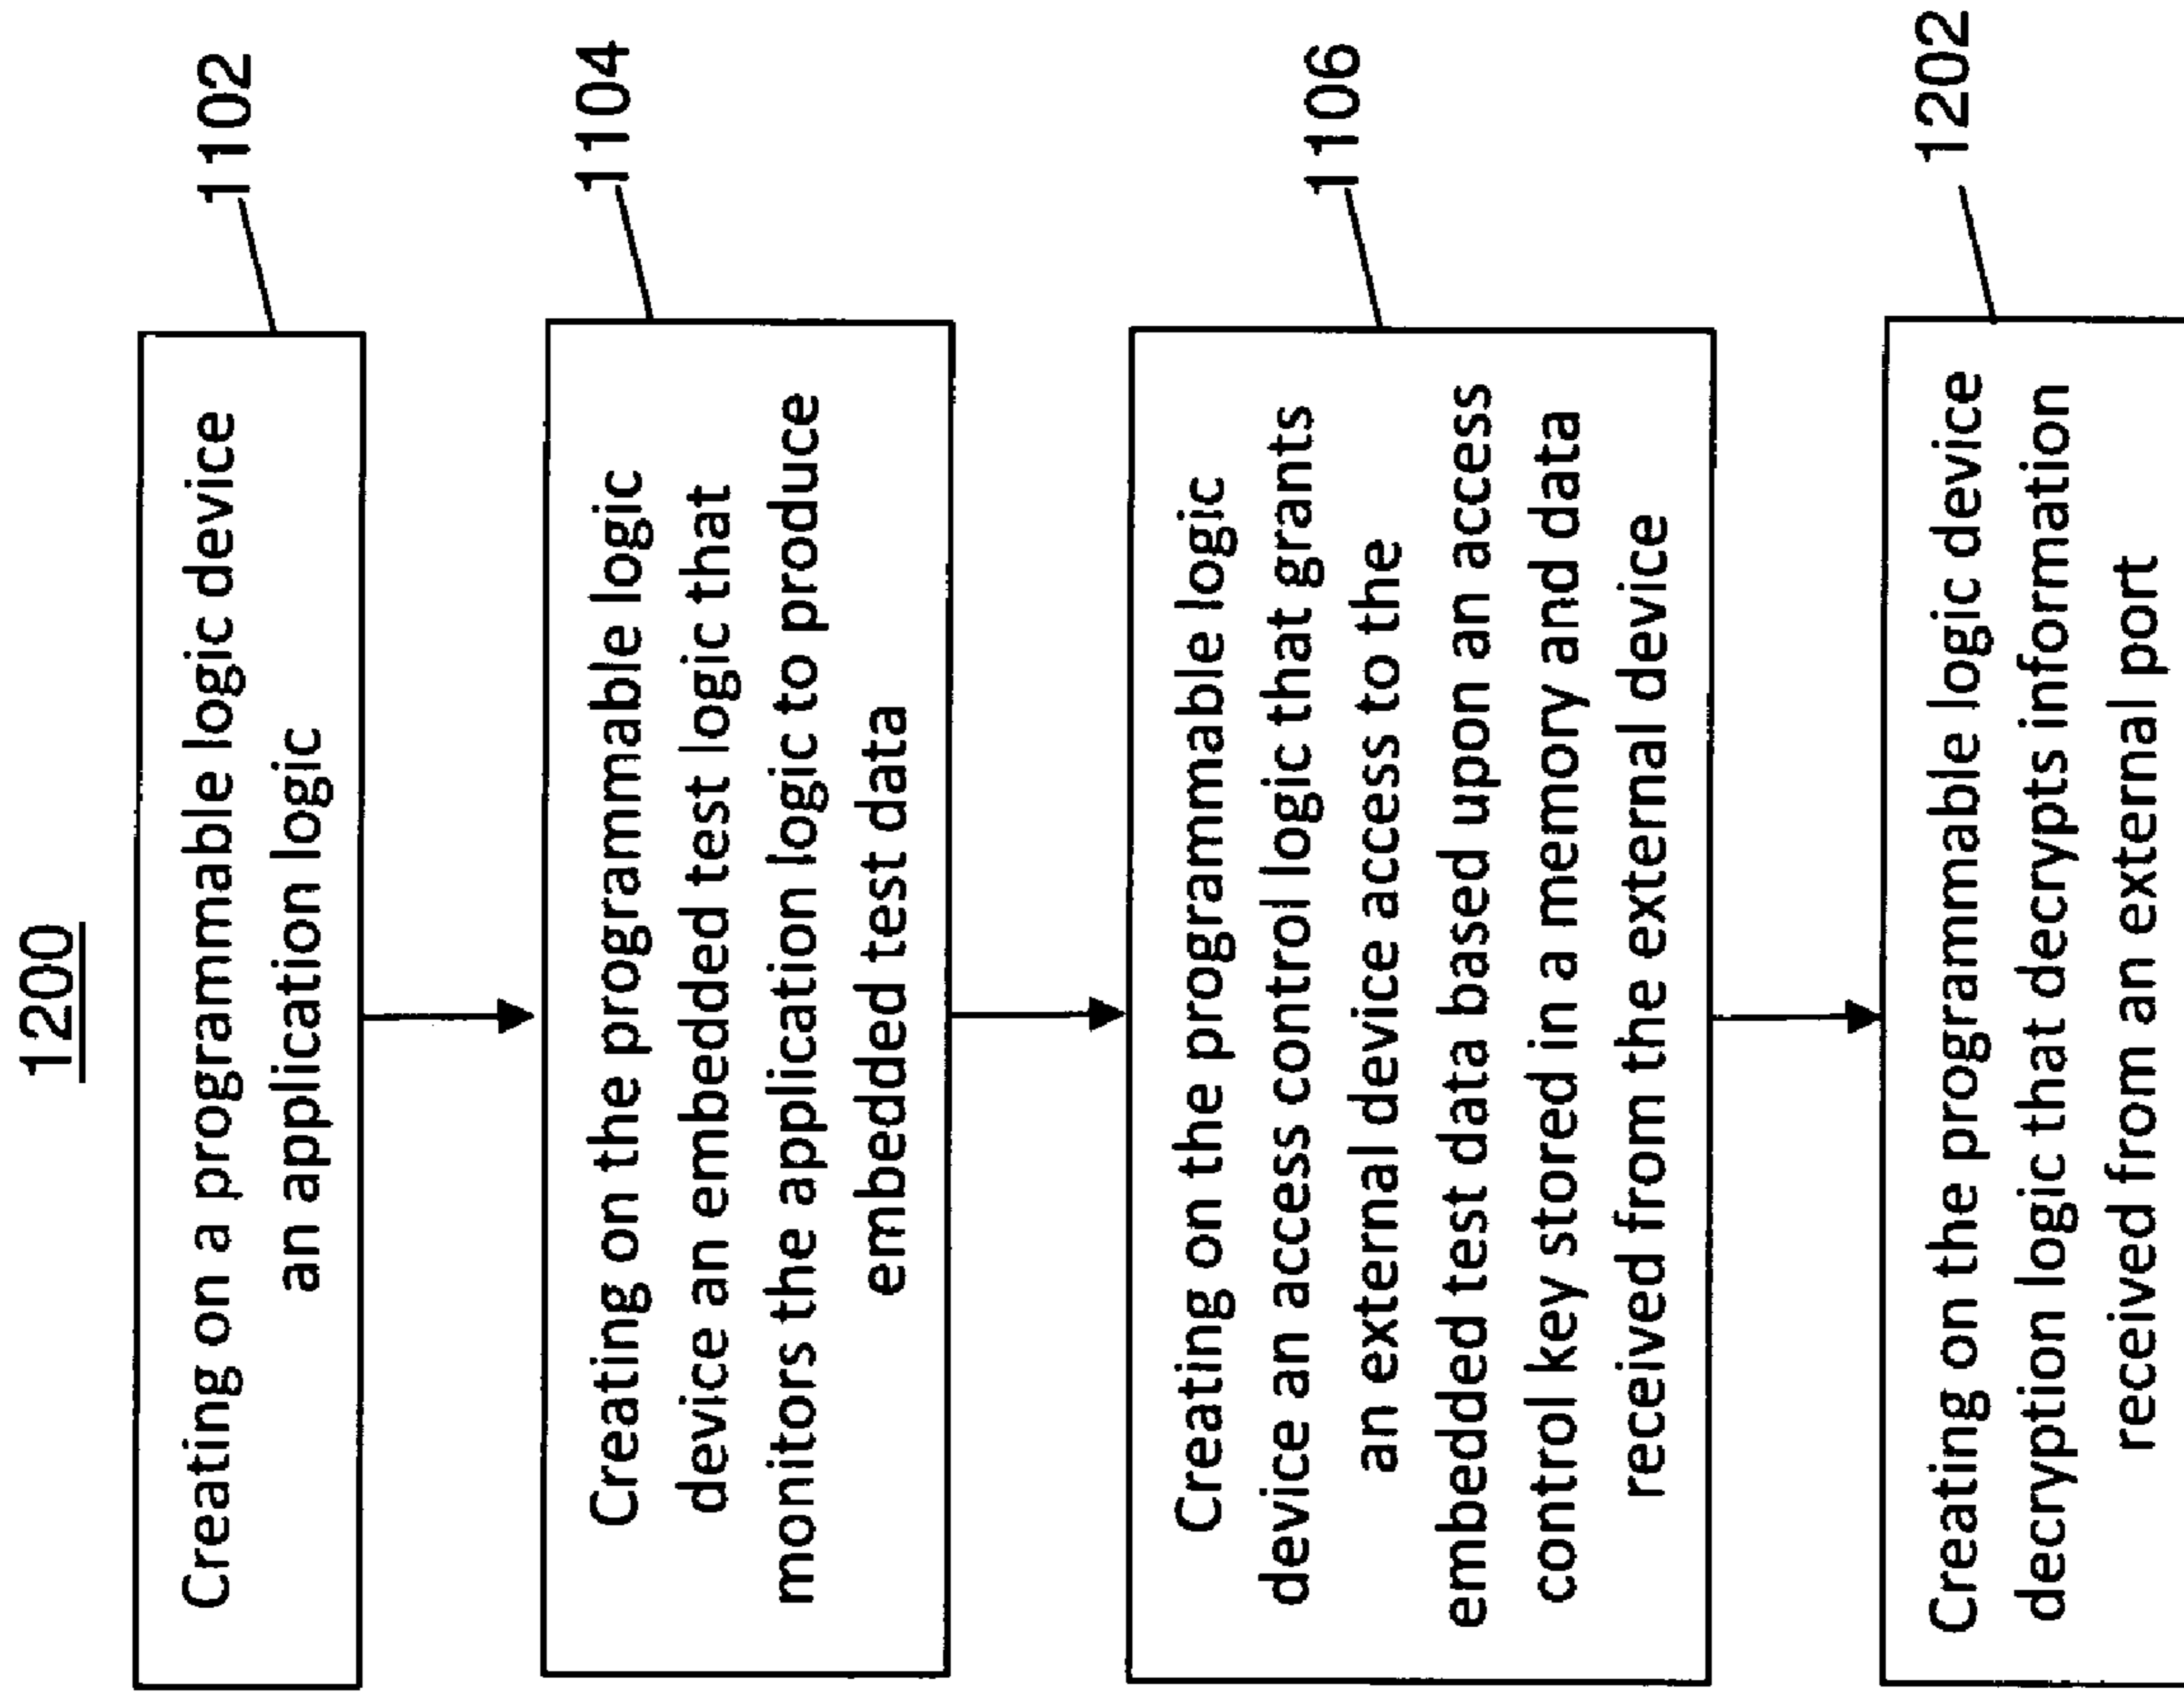 1200
Creating on a programmable logic device
an application logic
1102
Creating on the programmable logic
device an embedded test logic that
monitors the application logic to produce
embedded test data
1104
Creating on the programmable logic
device an access control logic that grants
an external device access to the
embedded test data based upon an access
control key stored in a memory and data
received from the external device
1106
Creating on the programmable logic device
decryption logic that decrypts information
received from an external port
1202